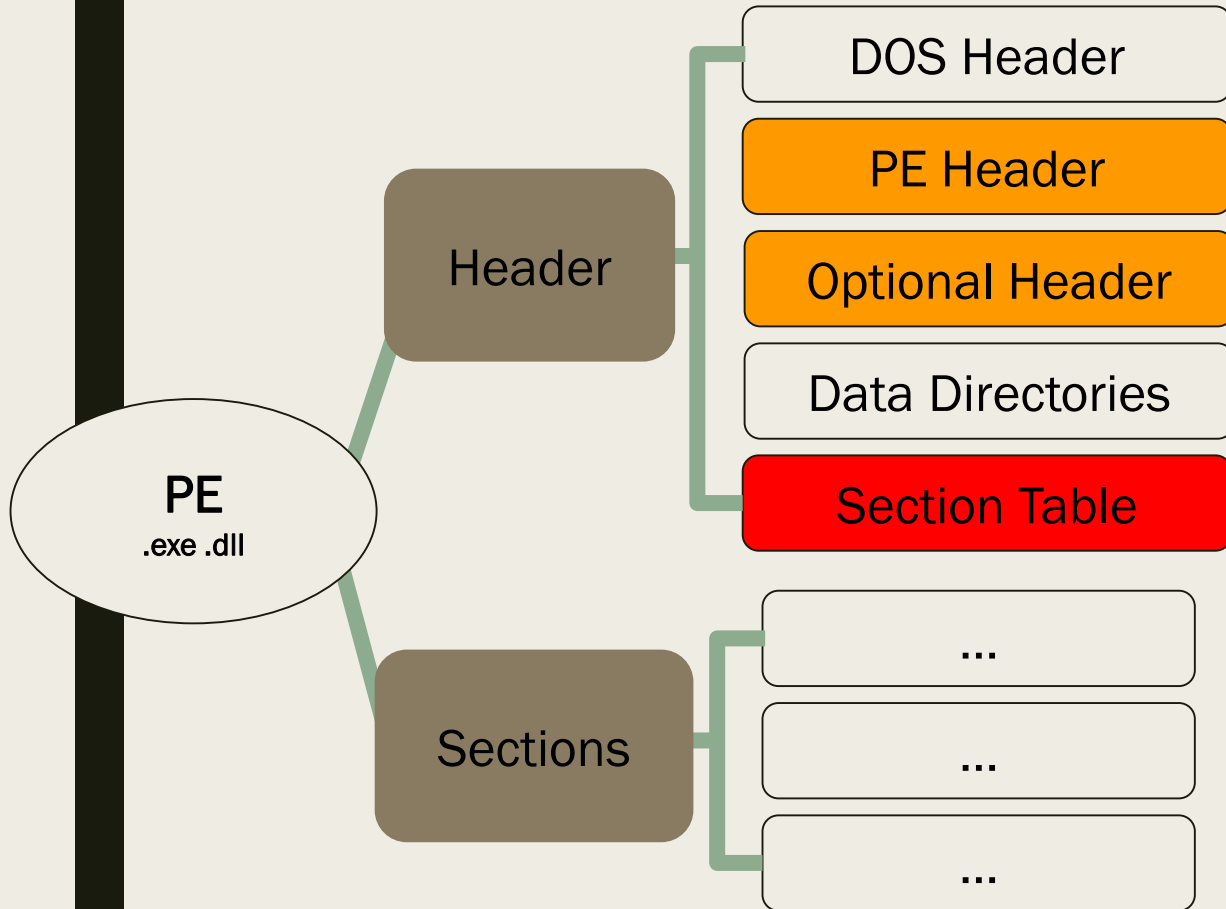 DOS Header
PE Header
Header
Optional Header
Data Directories
PE
.exe .dll
Section Table
...
Sections
...
...